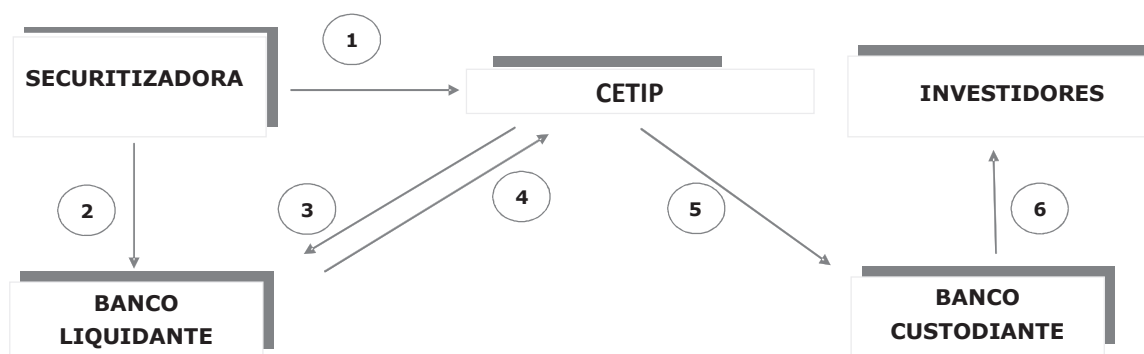 1
SECURITIZADORA
CETIP
INVESTIDORES
2
3
4
5
6
BANCO
LIQUIDANTE
BANCO
CUSTODIANTE